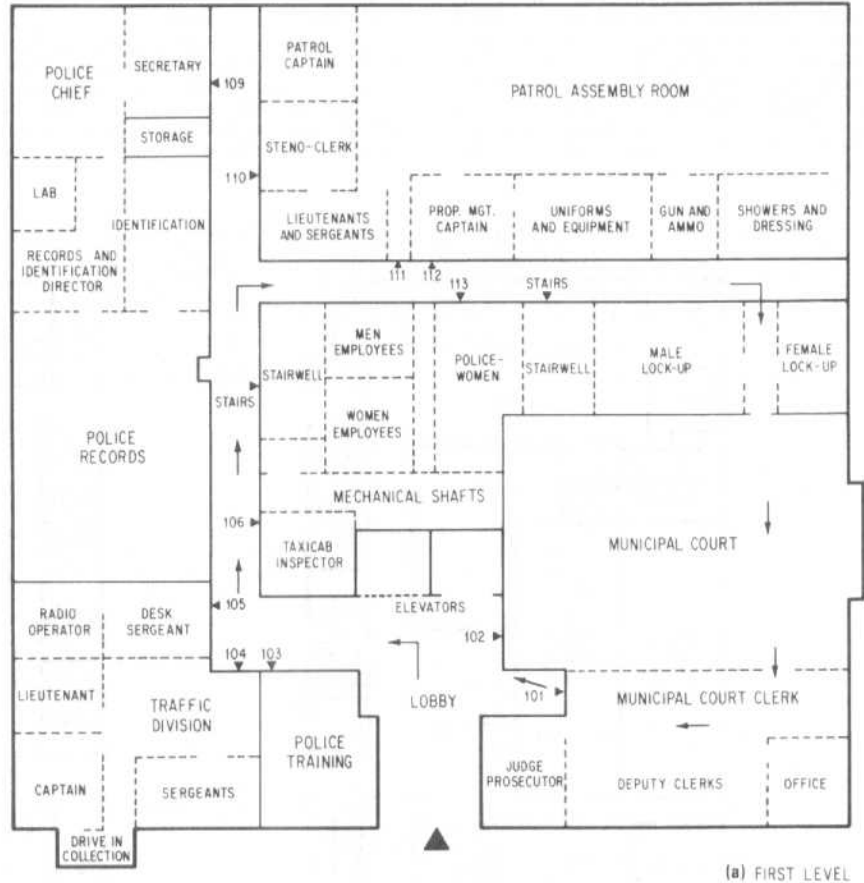 POLICE
CHIEF
SECRETARY
109
STORAGE
LAB
IDENTIFICATION
RECORDS AND
IDENTIFICATION
DIRECTOR
PATROL
CAPTAIN
STENO-CLERK
110
LIEUTENANTS
AND SERGEANTS
PATROL ASSEMBLY ROOM
PROP. MGT.
CAPTAIN
UNIFORMS
AND EQUIPMENT
GUN AND
AMMO
SHOWERS AND
DRESSING
111
112
113
STAIRS
STAIRWELL
MEN
EMPLOYEES
WOMEN
EMPLOYEES
POLICE-
WOMEN
STAIRWELL
MALE
LOCK-UP
FEMALE
LOCK-UP
STAIRS
POLICE
RECORDS
MECHANICAL SHAFTS
106
TAXICAB
INSPECTOR
MUNICIPAL COURT
ELEVATORS
105
102
RADIO
OPERATOR
DESK
SERGEANT
104
103
LOBBY
101
LIEUTENANT
TRAFFIC
DIVISION
POLICE
TRAINING
MUNICIPAL COURT CLERK
CAPTAIN
SERGEANTS
JUDGE
PROSECUTOR
DEPUTY CLERKS
OFFICE
DRIVE IN
COLLECTION
(a) FIRST LEVEL